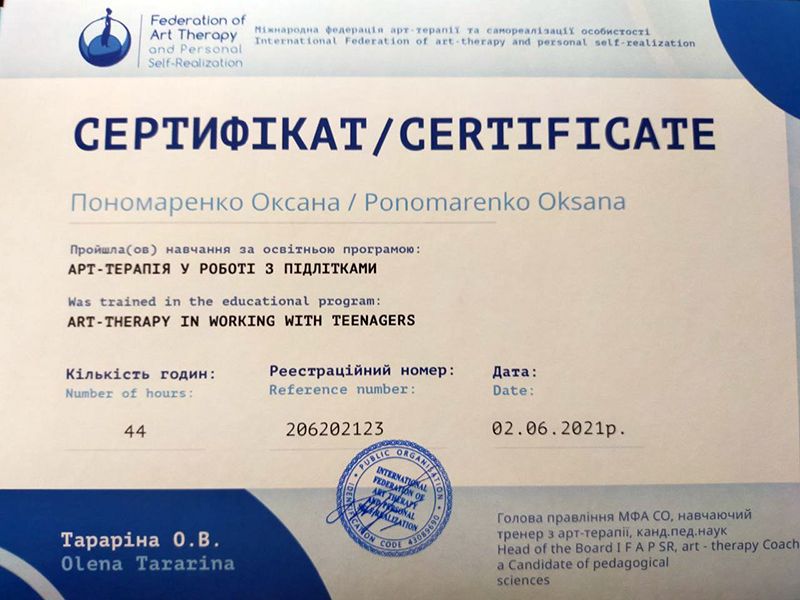 Federation of
Art Therapy
and Personal
Self-Realization
Міжнародна федерація арт-терапії та самореалізації особистості
International Federation of art-therapy and personal self-realization
СЕРТИФІКАТ/CERTIFICATE
Пономаренко Оксана / Ponomarenko Oksana
Пройшла(ов) навчання за освітньою програмою:
АРТ-ТЕРАПІЯ У РОБОТІ З ПІДЛІТКАМИ
Was trained in the educational program:
ART-THERAPY IN WORKING WITH TEENAGERS
Кількість годин:
Number of hours:
44
Реестраційний номер:
Reference number:
206202123
Дата:
Date:
02.06.2021р.
PUBLIC ORGANISATION
INTERNATIONAL
FEDERATION OF
ART THERAPY
AND PERSONAL
SELF-REALIZATION
IDENTIFICATION CODE 43089690
Тараріна О.В.
Olena Tararina
Голова правління МФА СО, навчаючий
тренер з арт-терапії, канд.пед.наук
Head of the Board I F A P SR, art - therapy Coach
a Candidate of pedagogical
sciences